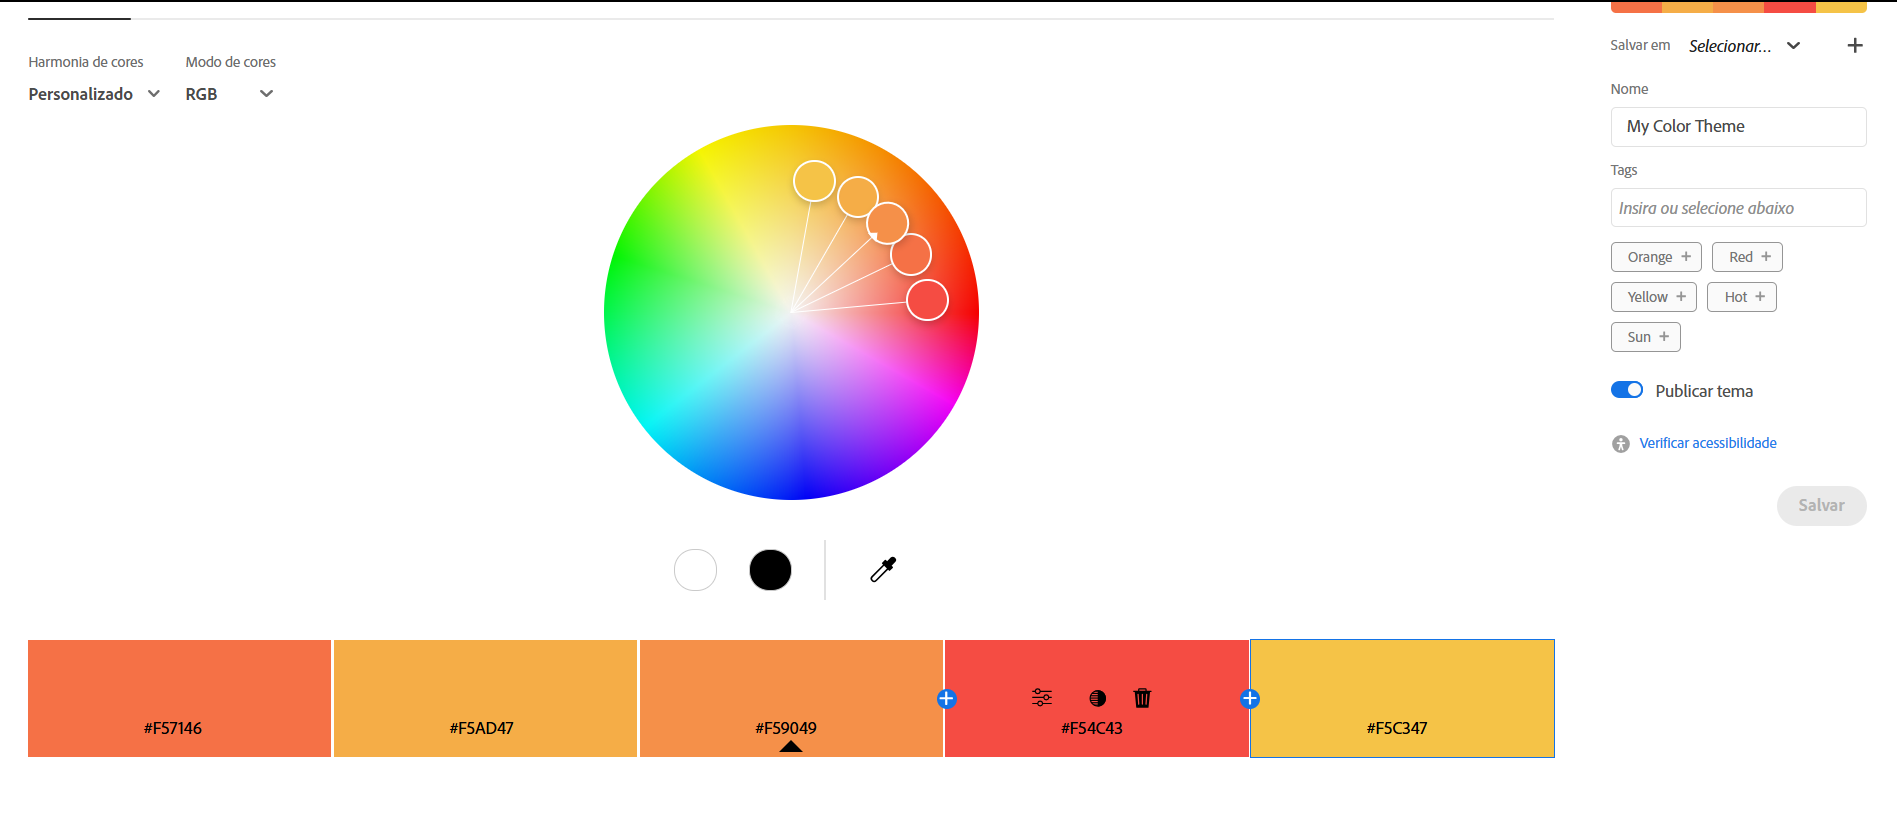 Harmonia de cores
Modo de cores
Personalizado
RGB
Salvar em
Selecionar...
Nome
My Color Theme
Tags
Insira ou selecione abaixo
Orange +
Red +
Yellow +
Hot +
Sun +
Publicar tema
Verificar acessibilidade
Salvar
#F57146
#F5AD47
#F59049
#F54C43
#F5C347